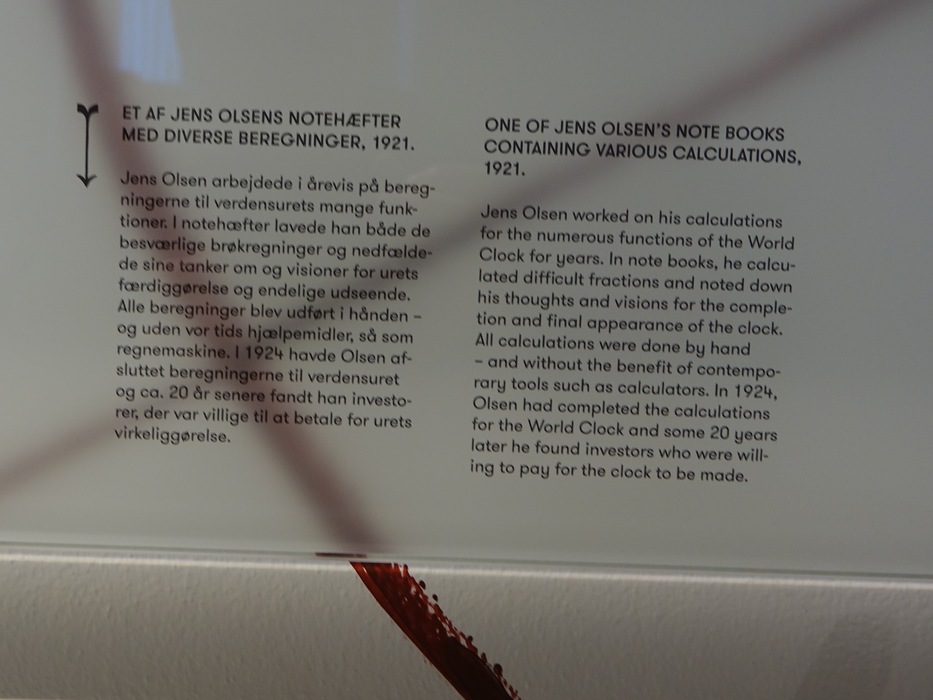 ET AF JENS OLSENS NOTEHÆFTER
MED DIVERSE BEREGNINGER, 1921.
Jens Olsen arbejdede i årevis på bereg-
ningerne til verdensurets mange funk-
tioner. I notehæfter lavede han både de
besværlige brøkregninger og nedfælde-
de sine tanker om og visioner for urets
færdiggørelse og endelige udseende.
Alle beregninger blev udført i hånden –
og uden vor tids hjælpemidler, så som
regnemaskine. I 1924 havde Olsen af-
sluttet beregningerne til verdensuret
og ca. 20 år senere fandt han investo-
rer, der var villige til at betale for urets
virkeliggørelse.
ONE OF JENS OLSEN'S NOTE BOOKS
CONTAINING VARIOUS CALCULATIONS,
1921.
Jens Olsen worked on his calculations
for the numerous functions of the World
Clock for years. In note books, he calcu-
lated difficult fractions and noted down
his thoughts and visions for the comple-
tion and final appearance of the clock.
All calculations were done by hand
– and without the benefit of contempo-
rary tools such as calculators. In 1924,
Olsen had completed the calculations
for the World Clock and some 20 years
later he found investors who were will-
ing to pay for the clock to be made.